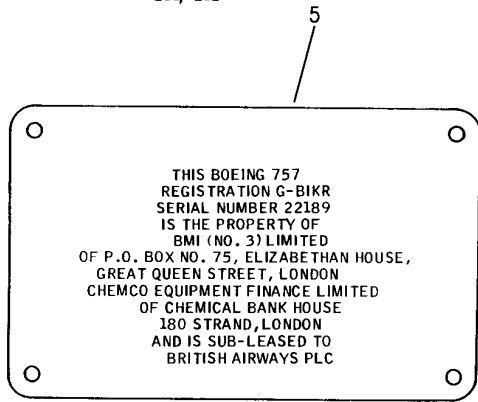 5
THIS BOEING 757
REGISTRATION G-BIKR
SERIAL NUMBER 22189
IS THE PROPERTY OF
BMI (NO. 3) LIMITED
OF P.O. BOX NO. 75, ELIZABETHAN HOUSE,
GREAT QUEEN STREET, LONDON
CHEMCO EQUIPMENT FINANCE LIMITED
OF CHEMICAL BANK HOUSE
180 STRAND, LONDON
AND IS SUB-LEASED TO
BRITISH AIRWAYS PLC